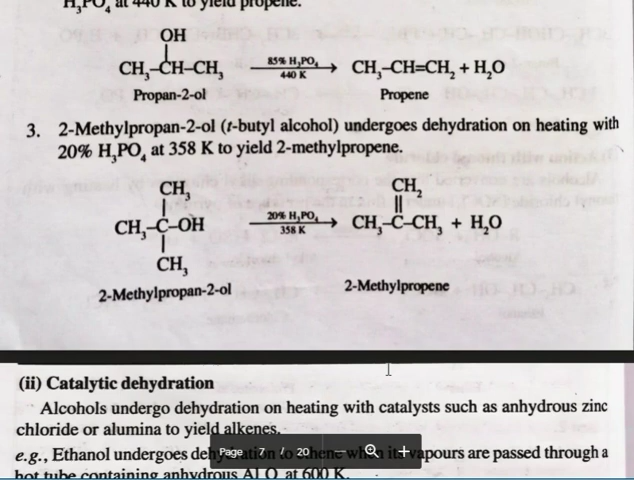 H₃PO₄ at 440 K to yield propene.
OH
CH₃–CH–CH₃ 85% H₃PO₄ 440 K → CH₃–CH=CH₂ + H₂O
Propan-2-ol Propene
3. 2-Methylpropan-2-ol (t-butyl alcohol) undergoes dehydration on heating with
20% H₃PO₄ at 358 K to yield 2-methylpropene.
CH₃ CH₂
CH₃–C–OH 20% H₃PO₄ 358 K → CH₃–C–CH₃ + H₂O
CH₃
2-Methylpropan-2-ol 2-Methylpropene
(ii) Catalytic dehydration
Alcohols undergo dehydration on heating with catalysts such as anhydrous zinc
chloride or alumina to yield alkenes.
e.g., Ethanol undergoes dehydration to ethene when its vapours are passed through a
Page 7 / 20 − +
hot tube containing anhydrous Al O at 600 K.